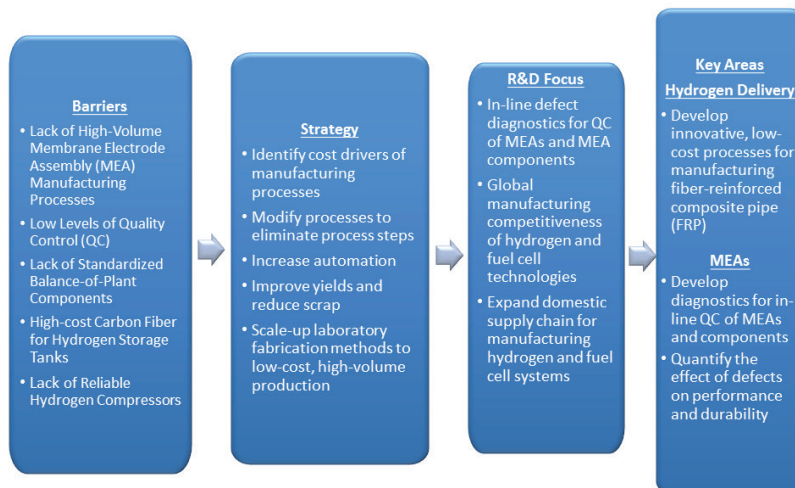 Barriers
• Lack of High-Volume
Membrane Electrode
Assembly (MEA)
Manufacturing
Processes
• Low Levels of Quality
Control (QC)
• Lack of Standardized
Balance-of-Plant
Components
• High-cost Carbon Fiber
for Hydrogen Storage
Tanks
• Lack of Reliable
Hydrogen Compressors
Strategy
• Identify cost drivers of
manufacturing
processes
• Modify processes to
eliminate process steps
• Increase automation
• Improve yields and
reduce scrap
• Scale-up laboratory
fabrication methods to
low-cost, high-volume
production
R&D Focus
• In-line defect
diagnostics for QC
of MEAs and MEA
components
• Global
manufacturing
competitiveness
of hydrogen and
fuel cell
technologies
• Expand domestic
supply chain for
manufacturing
hydrogen and fuel
cell systems
Key Areas
Hydrogen Delivery
• Develop
innovative, low-
cost processes for
manufacturing
fiber-reinforced
composite pipe
(FRP)
MEAs
• Develop
diagnostics for in-
line QC of MEAs
and components
• Quantify the
effect of defects
on performance
and durability